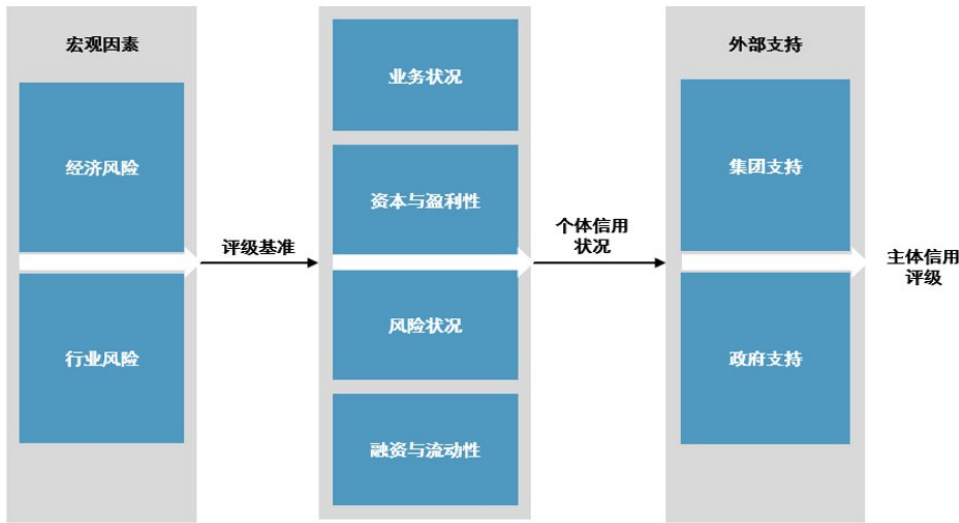 宏观因素
经济风险
行业风险
评级基准
业务状况
资本与盈利性
风险状况
融资与流动性
个体信用
状况
外部支持
集团支持
政府支持
主体信用
评级